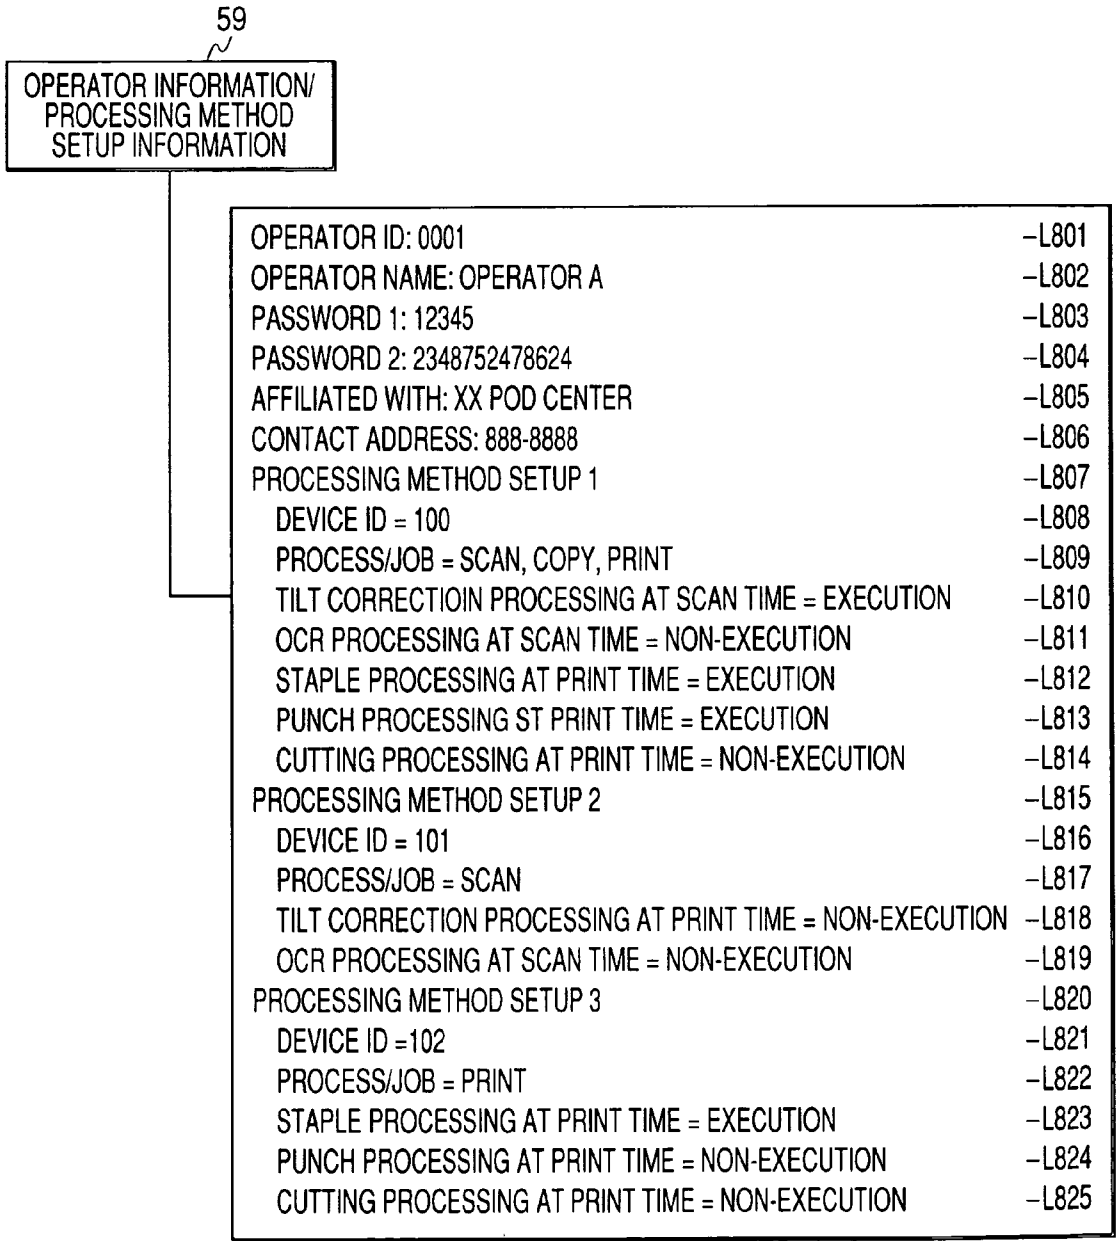 59
OPERATOR INFORMATION/
PROCESSING METHOD
SETUP INFORMATION
OPERATOR ID: 0001 –L801
OPERATOR NAME: OPERATOR A –L802
PASSWORD 1: 12345 –L803
PASSWORD 2: 2348752478624 –L804
AFFILIATED WITH: XX POD CENTER –L805
CONTACT ADDRESS: 888-8888 –L806
PROCESSING METHOD SETUP 1 –L807
DEVICE ID = 100 –L808
PROCESS/JOB = SCAN, COPY, PRINT –L809
TILT CORRECTIOIN PROCESSING AT SCAN TIME = EXECUTION –L810
OCR PROCESSING AT SCAN TIME = NON-EXECUTION –L811
STAPLE PROCESSING AT PRINT TIME = EXECUTION –L812
PUNCH PROCESSING ST PRINT TIME = EXECUTION –L813
CUTTING PROCESSING AT PRINT TIME = NON-EXECUTION –L814
PROCESSING METHOD SETUP 2 –L815
DEVICE ID = 101 –L816
PROCESS/JOB = SCAN –L817
TILT CORRECTION PROCESSING AT PRINT TIME = NON-EXECUTION –L818
OCR PROCESSING AT SCAN TIME = NON-EXECUTION –L819
PROCESSING METHOD SETUP 3 –L820
DEVICE ID =102 –L821
PROCESS/JOB = PRINT –L822
STAPLE PROCESSING AT PRINT TIME = EXECUTION –L823
PUNCH PROCESSING AT PRINT TIME = NON-EXECUTION –L824
CUTTING PROCESSING AT PRINT TIME = NON-EXECUTION –L825